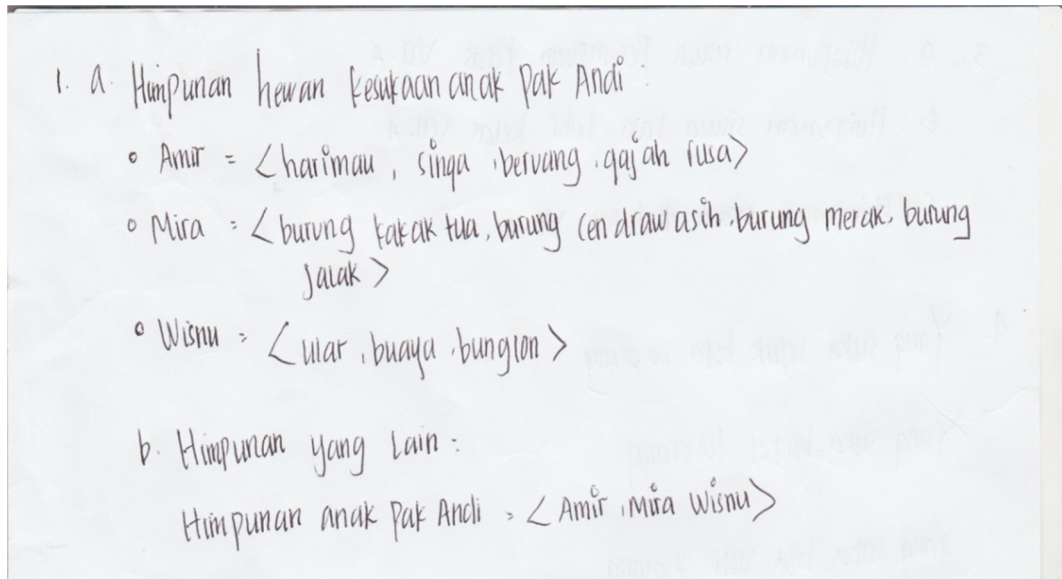 1. a. Himpunan hewan kesukaan anak Pak Andi.
o Amir = <harimau, singa, beruang, gajah rusa>
o Mira = <burung kakak tua, burung cendrawasih, burung merak, burung
jalak>
o Wisnu = <ular, buaya, bunglon>
b. Himpunan yang Lain :
Himpunan anak Pak Andi = <Amir, Mira Wisnu>